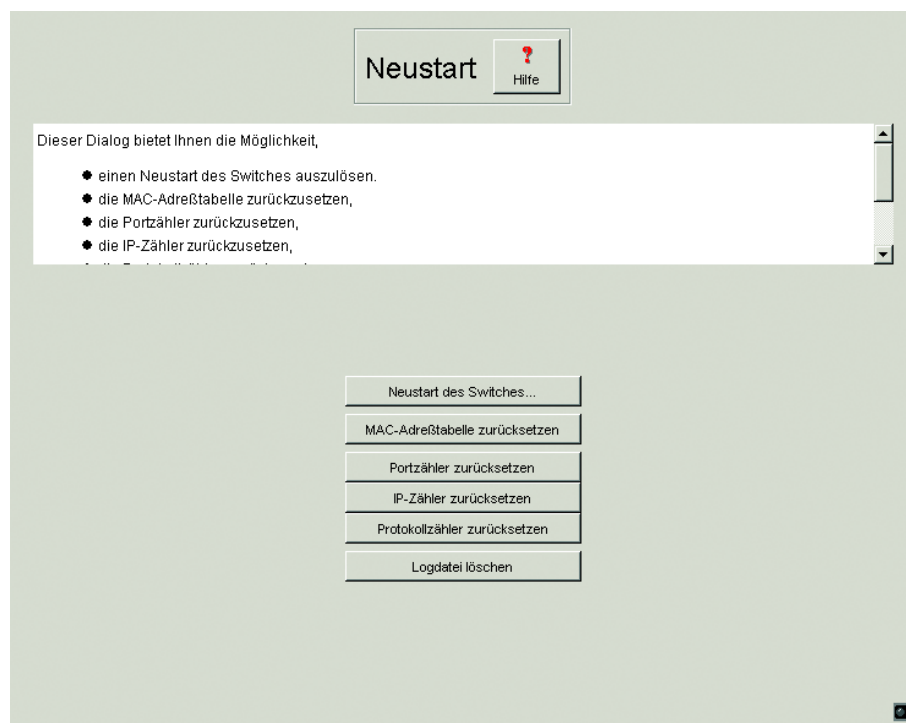 Neustart
?
Hilfe
Dieser Dialog bietet Ihnen die Möglichkeit,
einen Neustart des Switches auszulösen.
die MAC-Adreßtabelle zurückzusetzen,
die Portzähler zurückzusetzen,
die IP-Zähler zurückzusetzen,
Neustart des Switches...
MAC-Adreßtabelle zurücksetzen
Portzähler zurücksetzen
IP-Zähler zurücksetzen
Protokollzähler zurücksetzen
Logdatei löschen